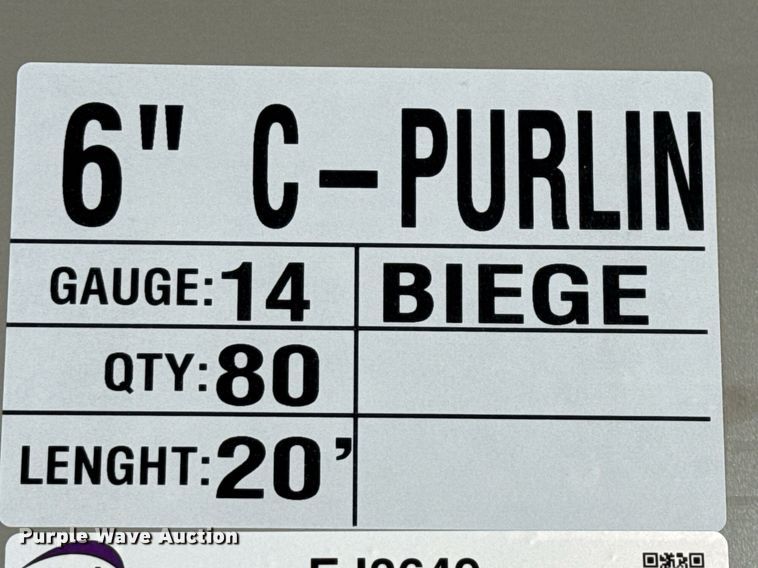 6" C-PURLIN
GAUGE:14 BIEGE
QTY:80
LENGHT:20'
Purple Wave Auction